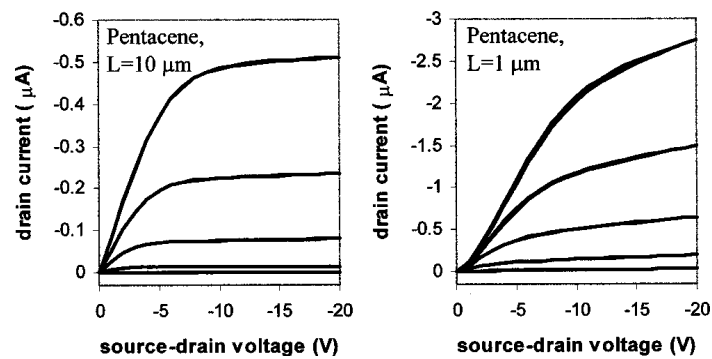 -0.6
-0.5
-0.4
-0.3
-0.2
-0.1
0
drain current ( µA)
Pentacene,
L=10 µm
0 -5 -10 -15 -20
source-drain voltage (V)
-3
-2.5
-2
-1.5
-1
-0.5
0
drain current ( µA)
Pentacene,
L=1 µm
0 -5 -10 -15 -20
source-drain voltage (V)